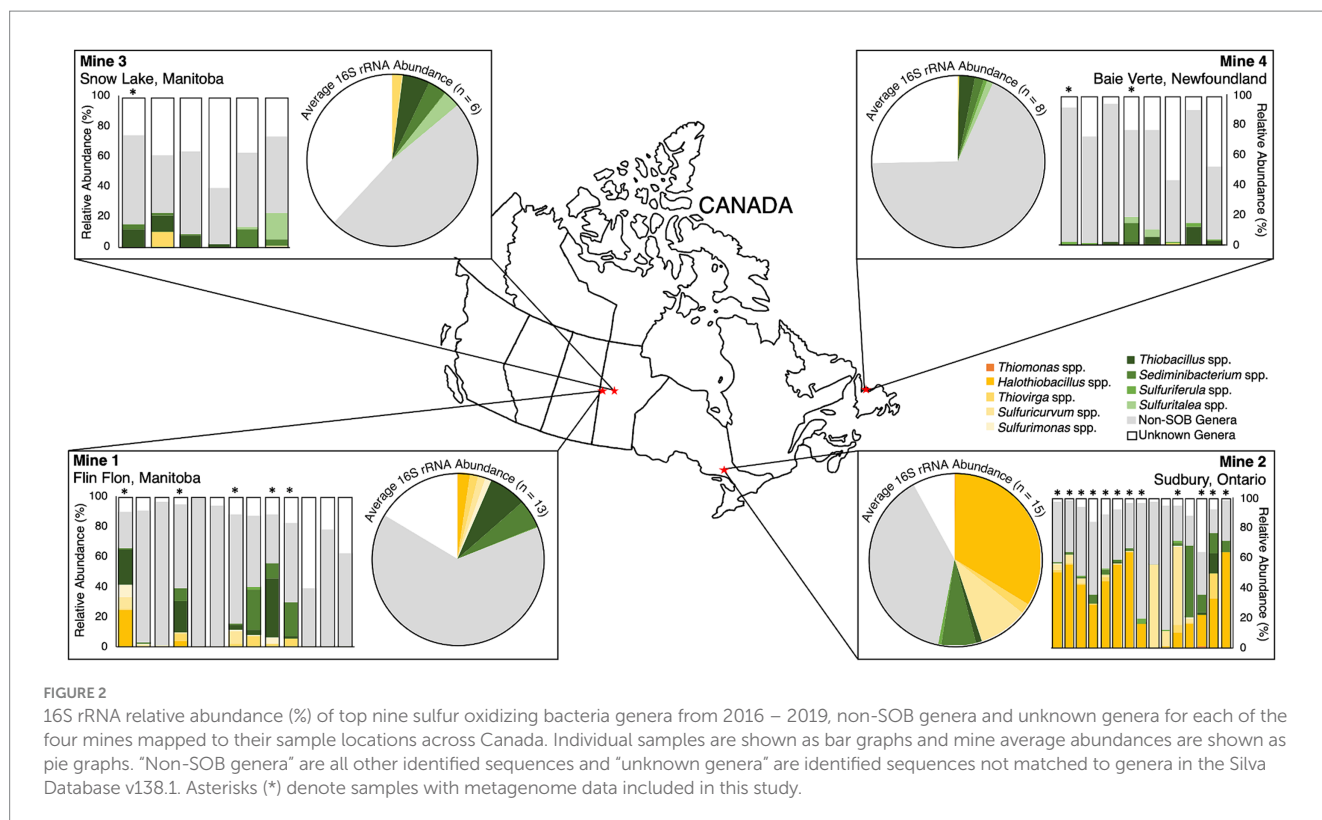 Mine 3
Snow Lake, Manitoba
Relative Abundance (%)
100
80
60
40
20
0
*
Average 16S rRNA Abundance (n = 6)
Mine 4
Baie Verte, Newfoundland
Average 16S rRNA Abundance (n = 8)
* *
100
80
60
40
20
0
Relative Abundance (%)
CANADA
Thiomonas spp.
Halothiobacillus spp.
Thiovirga spp.
Sulfuricurvum spp.
Sulfurimonas spp.
Thiobacillus spp.
Sediminibacterium spp.
Sulfuriferula spp.
Sulfuritalea spp.
Non-SOB Genera
Unknown Genera
Mine 1
Flin Flon, Manitoba
Relative Abundance (%)
100
80
60
40
20
0
* * * * *
Average 16S rRNA Abundance (n = 13)
Mine 2
Sudbury, Ontario
Average 16S rRNA Abundance (n = 15)
* * * * * * * * * * * *
100
80
60
40
20
0
Relative Abundance (%)
FIGURE 2
16S rRNA relative abundance (%) of top nine sulfur oxidizing bacteria genera from 2016 – 2019, non-SOB genera and unknown genera for each of the
four mines mapped to their sample locations across Canada. Individual samples are shown as bar graphs and mine average abundances are shown as
pie graphs. “Non-SOB genera” are all other identified sequences and “unknown genera” are identified sequences not matched to genera in the Silva
Database v138.1. Asterisks (*) denote samples with metagenome data included in this study.